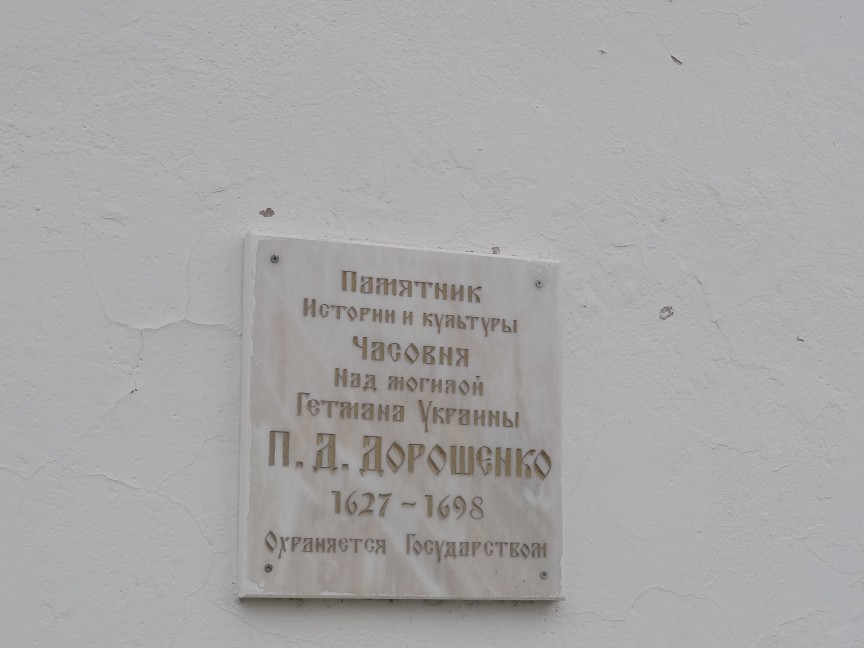 Памятник
Истории и культуры
Часовня
Над могилой
Гетмана Украины
П. Д. Дорошенко
1627 - 1698
Охраняется Государством